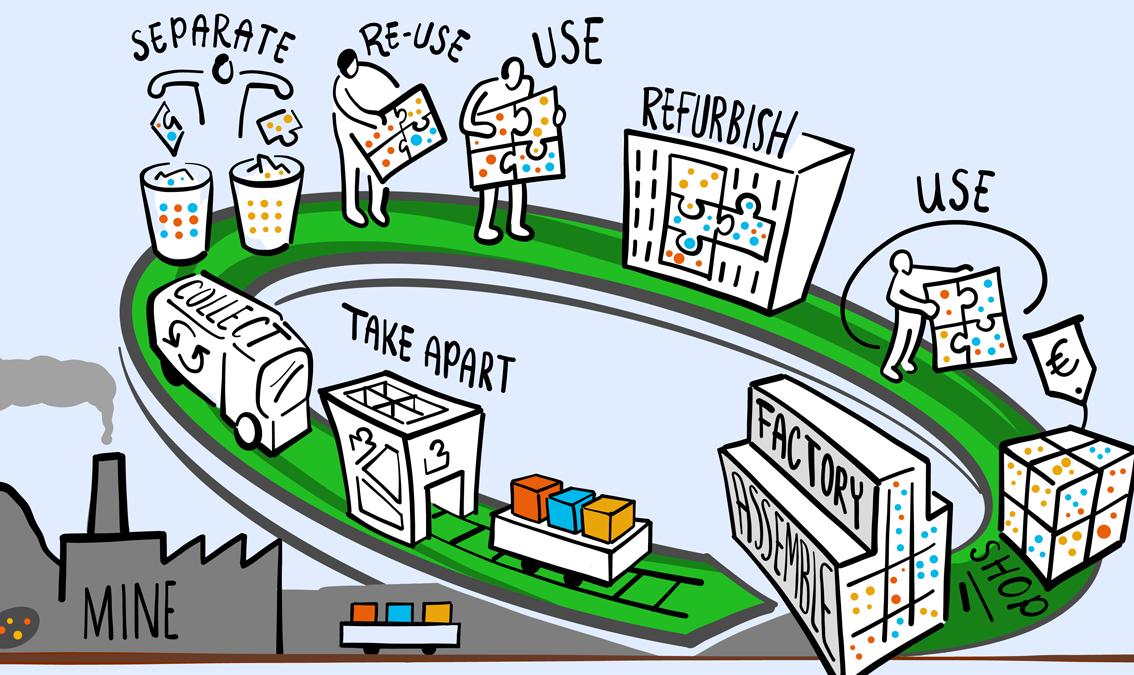 SEPARATE
RE-USE
USE
REFURBISH
USE
€
COLLECT
TAKE APART
FACTORY
ASSEMBLE
SHOP
MINE